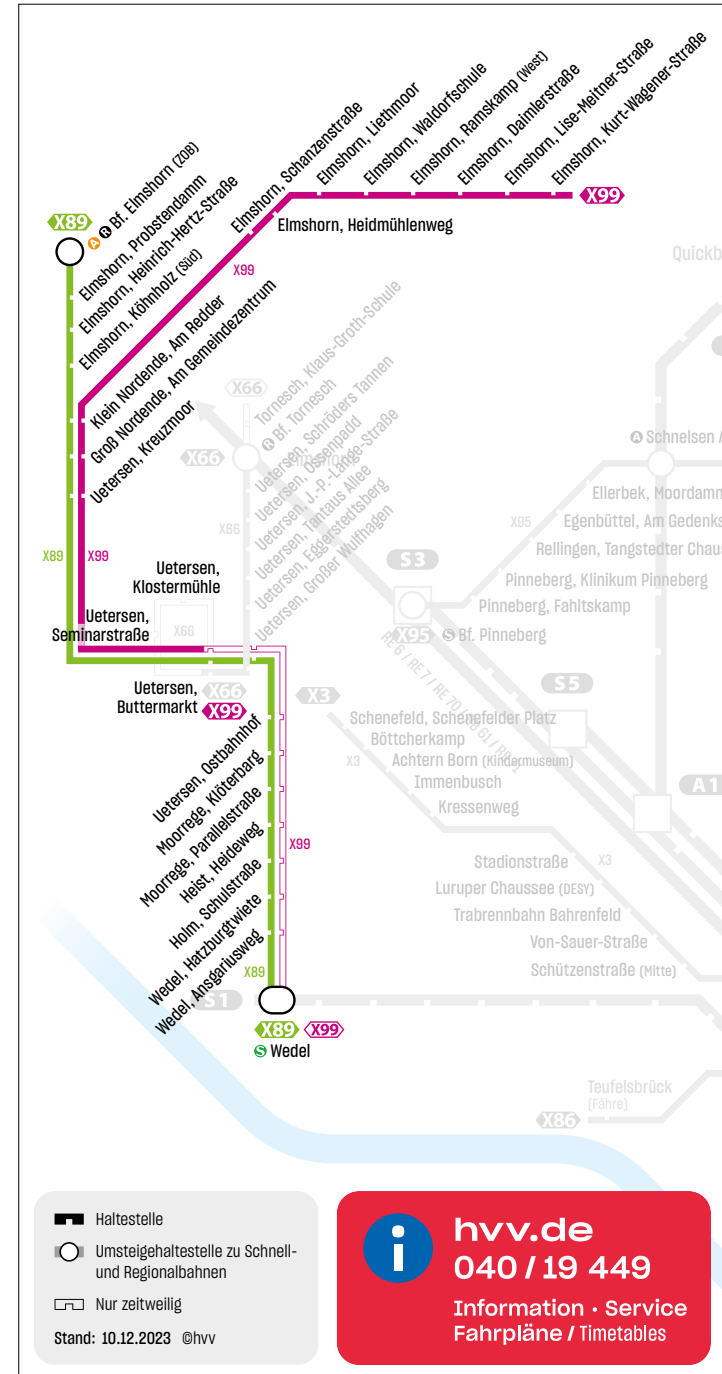 Elmshorn, Schanzenstraße
Elmshorn, Liethmoor
Elmshorn, Waldorfschule
Elmshorn, Ramskamp (West)
Elmshorn, Daimlerstraße
Elmshorn, Lise-Meitner-Straße
Elmshorn, Kurt-Wagener-Straße
X99
Elmshorn, Heidmühlenweg
X89
A R Bf. Elmshorn (ZOB)
Elmshorn, Probstendamm
Elmshorn, Heinrich-Hertz-Straße
Elmshorn, Köhnholz (Süd)
X99
Klein Nordende, Am Redder
Groß Nordende, Am Gemeindezentrum
Uetersen, Kreuzmoor
X89
X99
Quickb
X66
Tornesch, Klaus-Groth-Schule
R Bf. Tornesch
X66
Uetersen, Schröders Tannen
Uetersen, Ossenpadd
Uetersen, J.-P.-Lange-Straße
Uetersen, Tantaus Allee
Uetersen, Eggerstedtsberg
Uetersen, Großer Wulfhagen
X66
A Schnelsen A
Ellerbek, Moordamm
X95
Egenbüttel, Am Gedenks
Rellingen, Tangstedter Chaus
Pinneberg, Klinikum Pinneberg
Pinneberg, Fahltskamp
S3
X95
S Bf. Pinneberg
Uetersen,
Klostermühle
Uetersen,
Seminarstraße
X66
Uetersen,
Buttermarkt
X66
X99
S5
X3
Schenefeld, Schenefelder Platz
Böttcherkamp
X3
Achtern Born (Kindermuseum)
Immenbusch
Kressenweg
A1
Uetersen, Ostbahnhof
Moorrege, Klöterbarg
Moorrege, Parallelstraße
Heist, Heideweg
Holm, Schulstraße
Wedel, Hatzburgtwiete
Wedel, Ansgariusweg
X99
X89
Stadionstraße
X3
Luruper Chaussee (DESY)
Trabrennbahn Bahrenfeld
Von-Sauer-Straße
Schützenstraße (Mitte)
S1
X89
X99
S Wedel
Teufelsbrück
(Fähre)
X86
Haltestelle
Umsteigehaltestelle zu Schnell-
und Regionalbahnen
Nur zeitweilig
Stand: 10.12.2023 ©hvv
i
hvv.de
040 / 19 449
Information · Service
Fahrpläne / Timetables